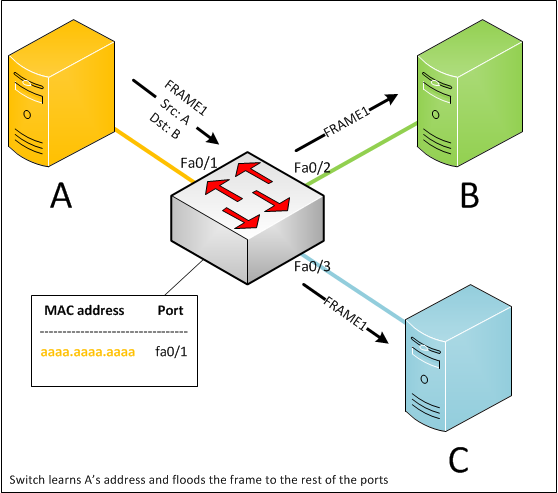 FRAME1
Src: A
Dst: B
FRAME1
Fa0/1
Fa0/2
A
B
Fa0/3
FRAME1
MAC address Port
----------------------------------
aaaa.aaaa.aaaa fa0/1
C
Switch learns A's address and floods the frame to the rest of the ports